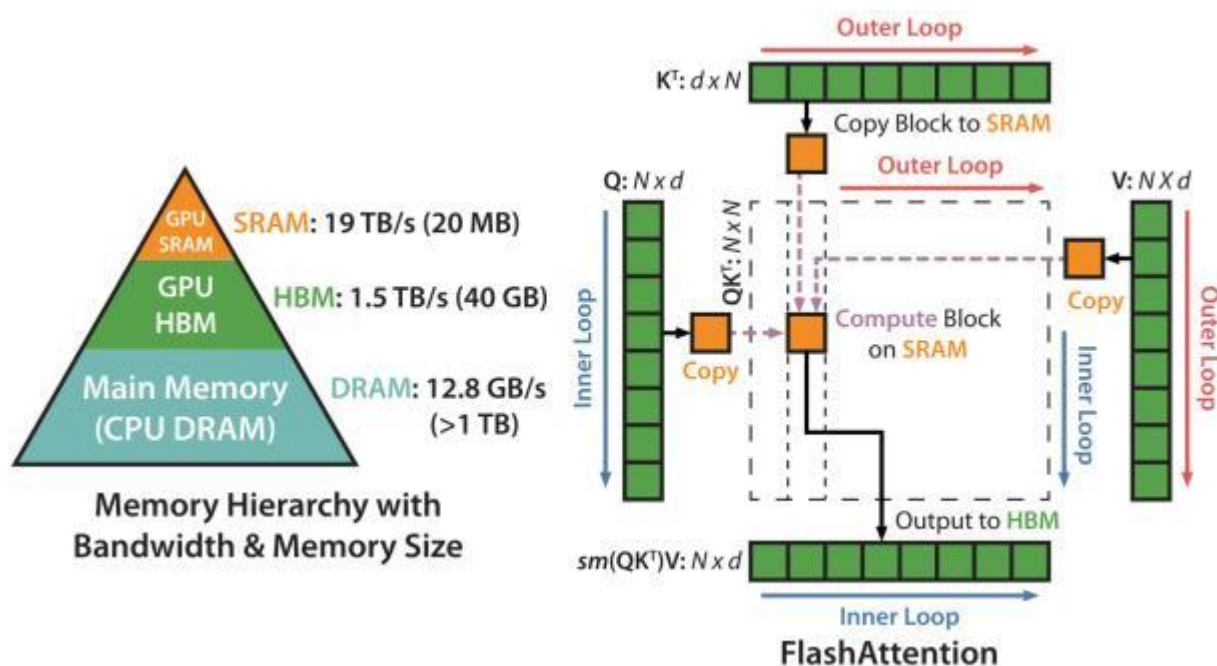 GPU
SRAM
SRAM: 19 TB/s (20 MB)
GPU
HBM
HBM: 1.5 TB/s (40 GB)
Main Memory
(CPU DRAM)
DRAM: 12.8 GB/s
(>1 TB)
Memory Hierarchy with
Bandwidth & Memory Size
Outer Loop
Kᵀ: d x N
Copy Block to SRAM
Outer Loop
Q: N x d
V: N X d
QKᵀ: N x N
Copy
Inner Loop
Copy
Compute Block
on SRAM
Inner Loop
Outer Loop
Output to HBM
sm(QKᵀ)V: N x d
Inner Loop
FlashAttention